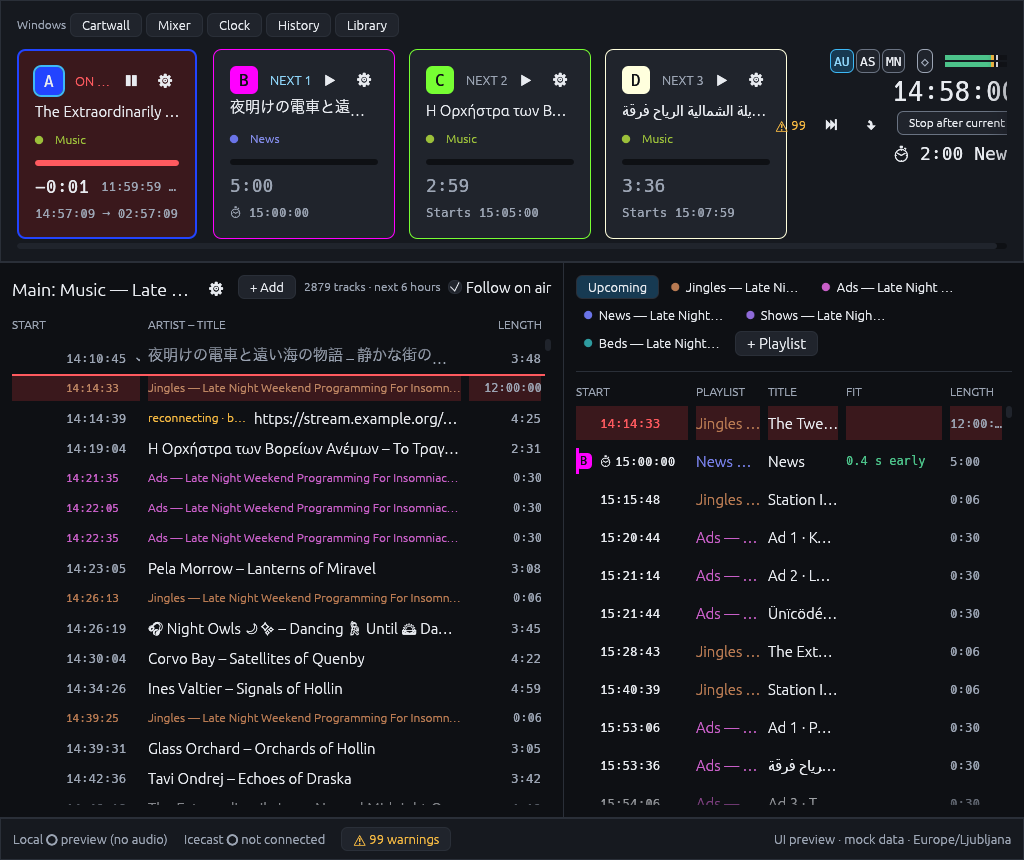 Windows Cartwall Mixer Clock History Library
A ON … 
The Extraordinarily …
Music
−0:01 11:59:59 …
14:57:09 → 02:57:09
B NEXT 1
夜明けの電車と遠…
News
5:00
15:00:00
C NEXT 2
Η Ορχήστρα των Β…
Music
2:59
Starts 15:05:00
D NEXT 3
…يلة الشمالية الرياح فرقة
Music
3:36
Starts 15:07:59
AU AS MN
99
14:58:00
Stop after current
2:00 New
Main: Music — Late …
+ Add
2879 tracks · next 6 hours
Follow on air
START ARTIST – TITLE LENGTH
14:10:45 夜明けの電車と遠い海の物語 – 静かな街の… 3:48
14:14:33 Jingles — Late Night Weekend Programming For Insomn… 12:00:00
14:14:39 reconnecting · b… https://stream.example.org/… 4:25
14:19:04 Η Ορχήστρα των Βορείων Ανέμων – Το Τραγ… 2:31
14:21:35 Ads — Late Night Weekend Programming For Insomniac… 0:30
14:22:05 Ads — Late Night Weekend Programming For Insomniac… 0:30
14:22:35 Ads — Late Night Weekend Programming For Insomniac… 0:30
14:23:05 Pela Morrow – Lanterns of Miravel 3:08
14:26:13 Jingles — Late Night Weekend Programming For Insomn… 0:06
14:26:19 🎧 Night Owls 🌙✨ – Dancing 💃 Until 🌅 Da… 3:45
14:30:04 Corvo Bay – Satellites of Quenby 4:22
14:34:26 Ines Valtier – Signals of Hollin 4:59
14:39:25 Jingles — Late Night Weekend Programming For Insomn… 0:06
14:39:31 Glass Orchard – Orchards of Hollin 3:05
14:42:36 Tavi Ondrej – Echoes of Draska 3:42
Upcoming Jingles — Late Ni… Ads — Late Night …
News — Late Night… Shows — Late Nigh…
Beds — Late Night… + Playlist
START PLAYLIST TITLE FIT LENGTH
14:14:33 Jingles … The Twe… 12:00:…
B 15:00:00 News … News 0.4 s early 5:00
15:15:48 Jingles … Station I… 0:06
15:20:44 Ads — … Ad 1 · K… 0:30
15:21:14 Ads — … Ad 2 · L… 0:30
15:21:44 Ads — … Ünïcödé… 0:30
15:28:43 Jingles … The Ext… 0:06
15:40:39 Jingles … Station I… 0:06
15:53:06 Ads — … Ad 1 · P… 0:30
15:53:36 Ads — … …رياح فرقة 0:30
15:54:06 Ads — … Ad 3 · T… 0:30
Local preview (no audio) Icecast not connected ⚠ 99 warnings UI preview · mock data · Europe/Ljubljana